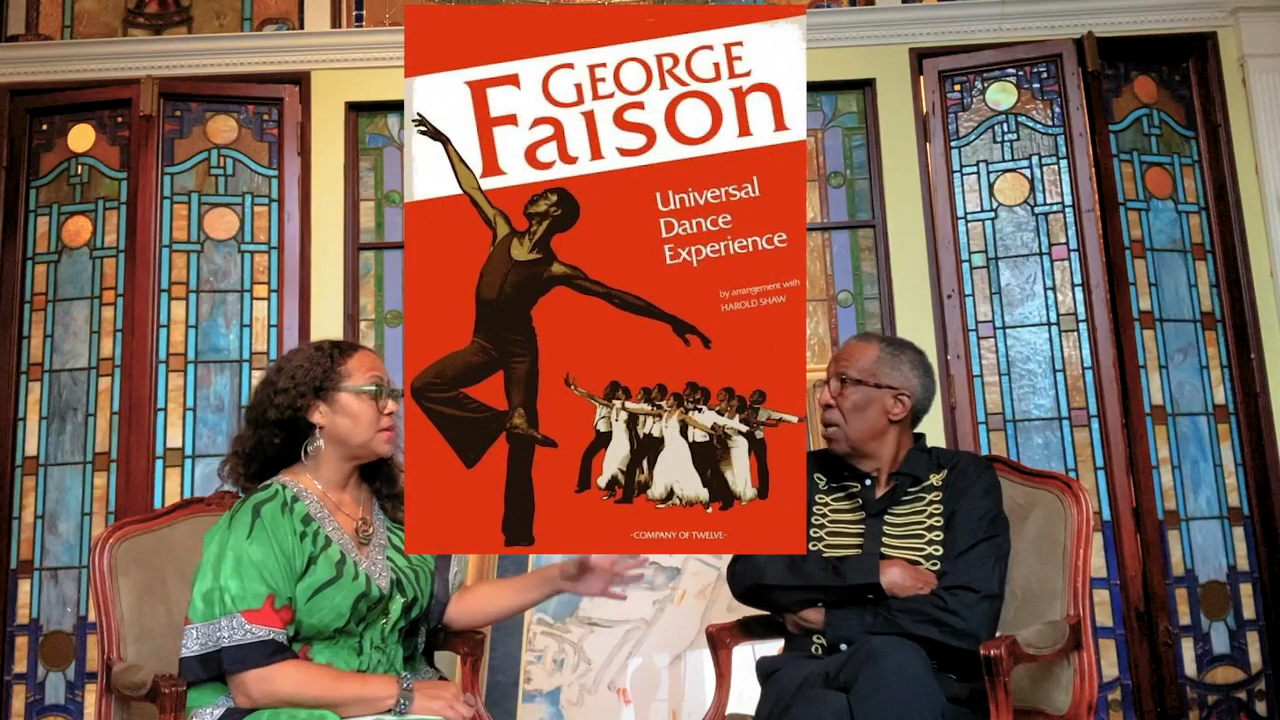 GEORGE
FAISON
Universal
Dance
Experience
by arrangement with
HAROLD SHAW
-COMPANY OF TWELVE-